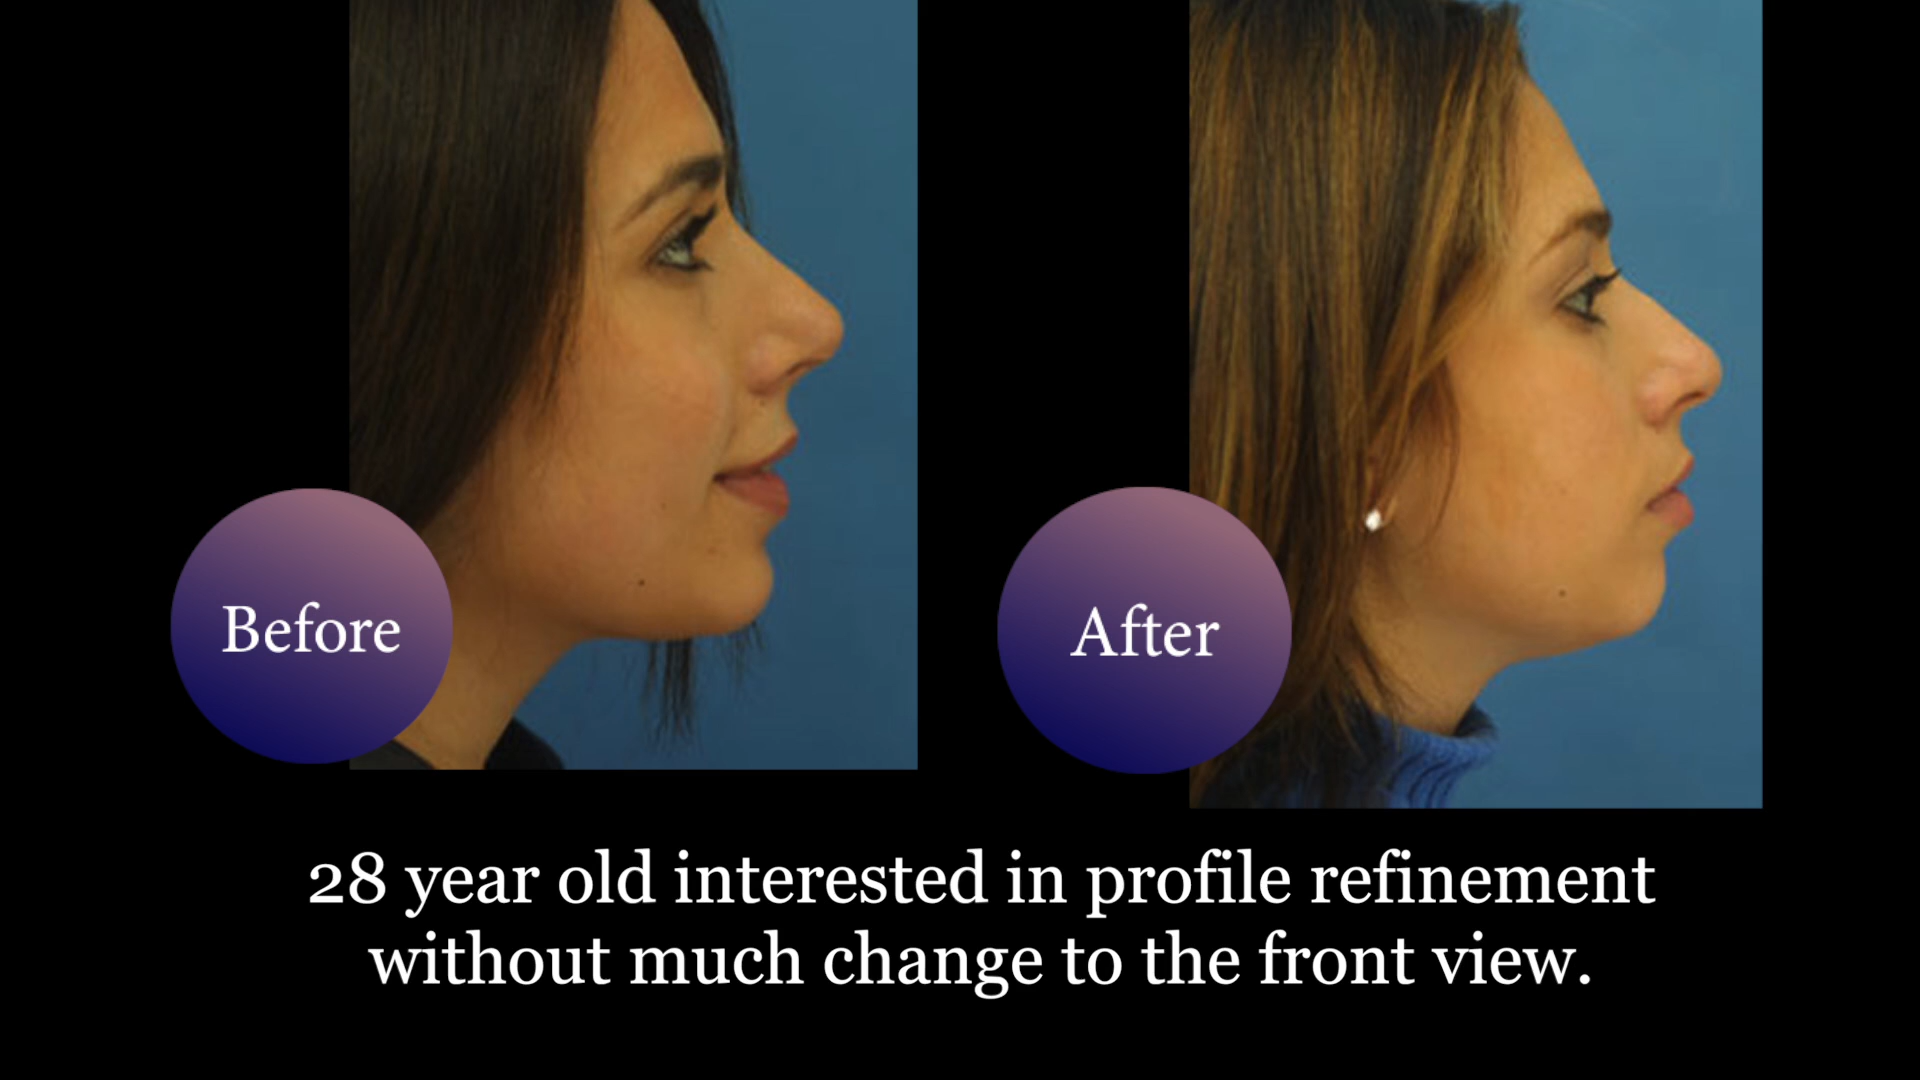 Before
After
28 year old interested in profile refinement
without much change to the front view.